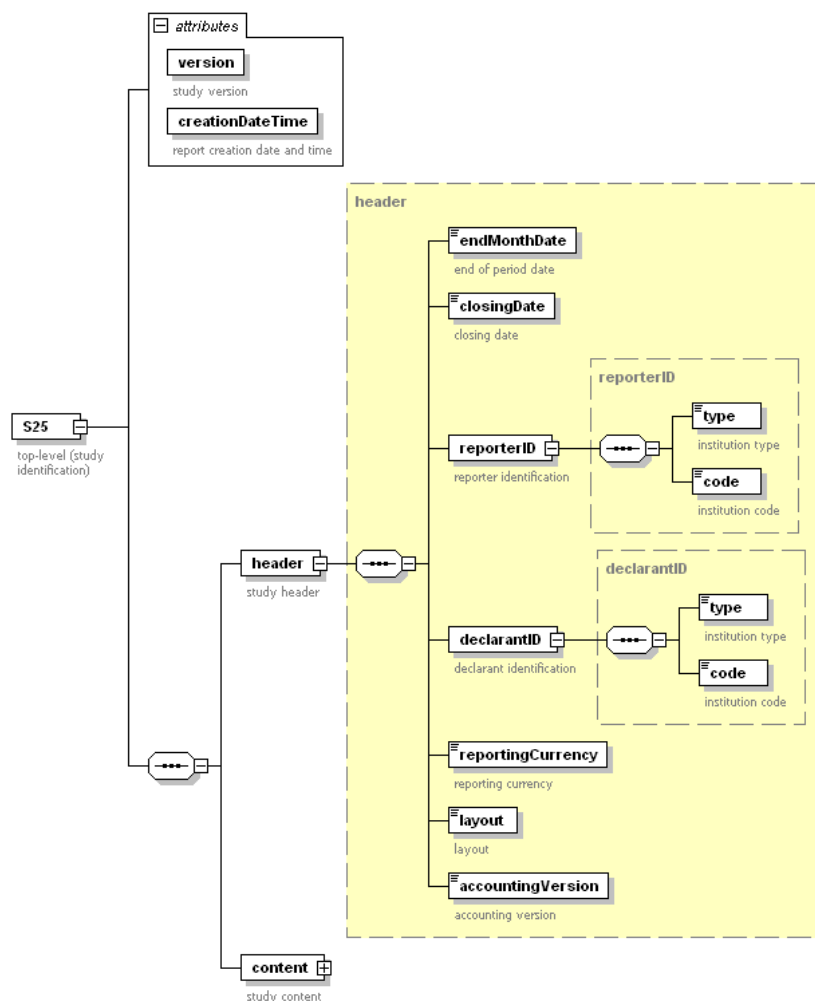 attributes
version
study version
creationDateTime
report creation date and time
header
endMonthDate
end of period date
closingDate
closing date
reporterID
type
institution type
reporterID
reporter identification
code
institution code
S25
top-level (study
identification)
header
study header
declarantID
type
institution type
declarantID
declarant identification
code
institution code
reportingCurrency
reporting currency
layout
layout
accountingVersion
accounting version
content
study content